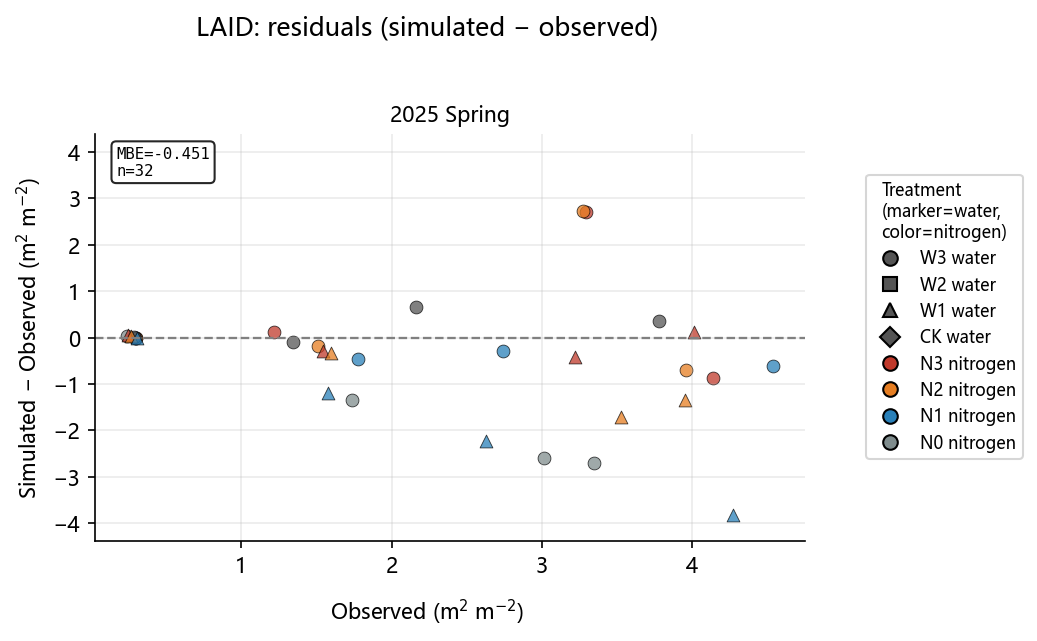 LAID: residuals (simulated − observed)
2025 Spring
MBE=-0.451
n=32
4
3
2
1
0
−1
−2
−3
−4
Simulated − Observed (m² m⁻²)
1
2
3
4
Observed (m² m⁻²)
Treatment
(marker=water,
color=nitrogen)
W3 water
W2 water
W1 water
CK water
N3 nitrogen
N2 nitrogen
N1 nitrogen
N0 nitrogen